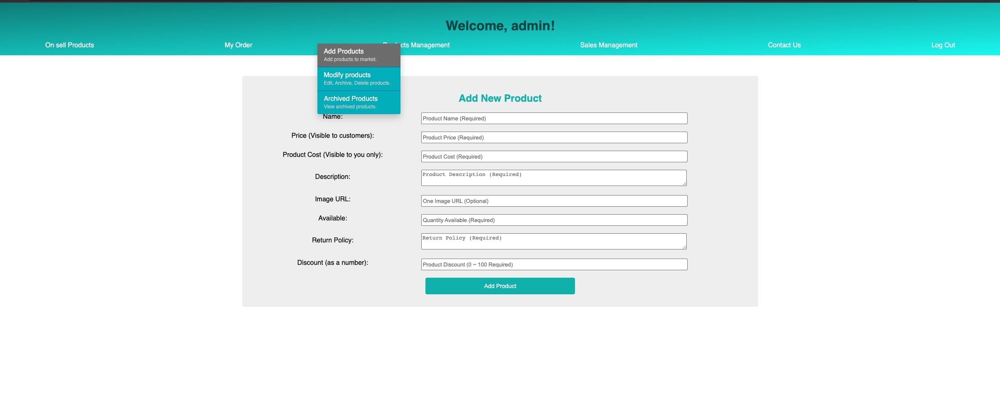 Welcome, admin!
On sell Products
My Order
cts Management
Sales Management
Contact Us
Log Out
Add Products
Add products to market.
Modify products
Edit, Archive, Delete products.
Archived Products
View archived products.
Add New Product
Name:
Product Name (Required)
Price (Visible to customers):
Product Price (Required)
Product Cost (Visible to you only):
Product Cost (Required)
Description:
Product Description (Required)
Image URL:
One Image URL (Optional)
Available:
Quantity Available (Required)
Return Policy:
Return Policy (Required)
Discount (as a number):
Product Discount (0 ~ 100 Required)
Add Product